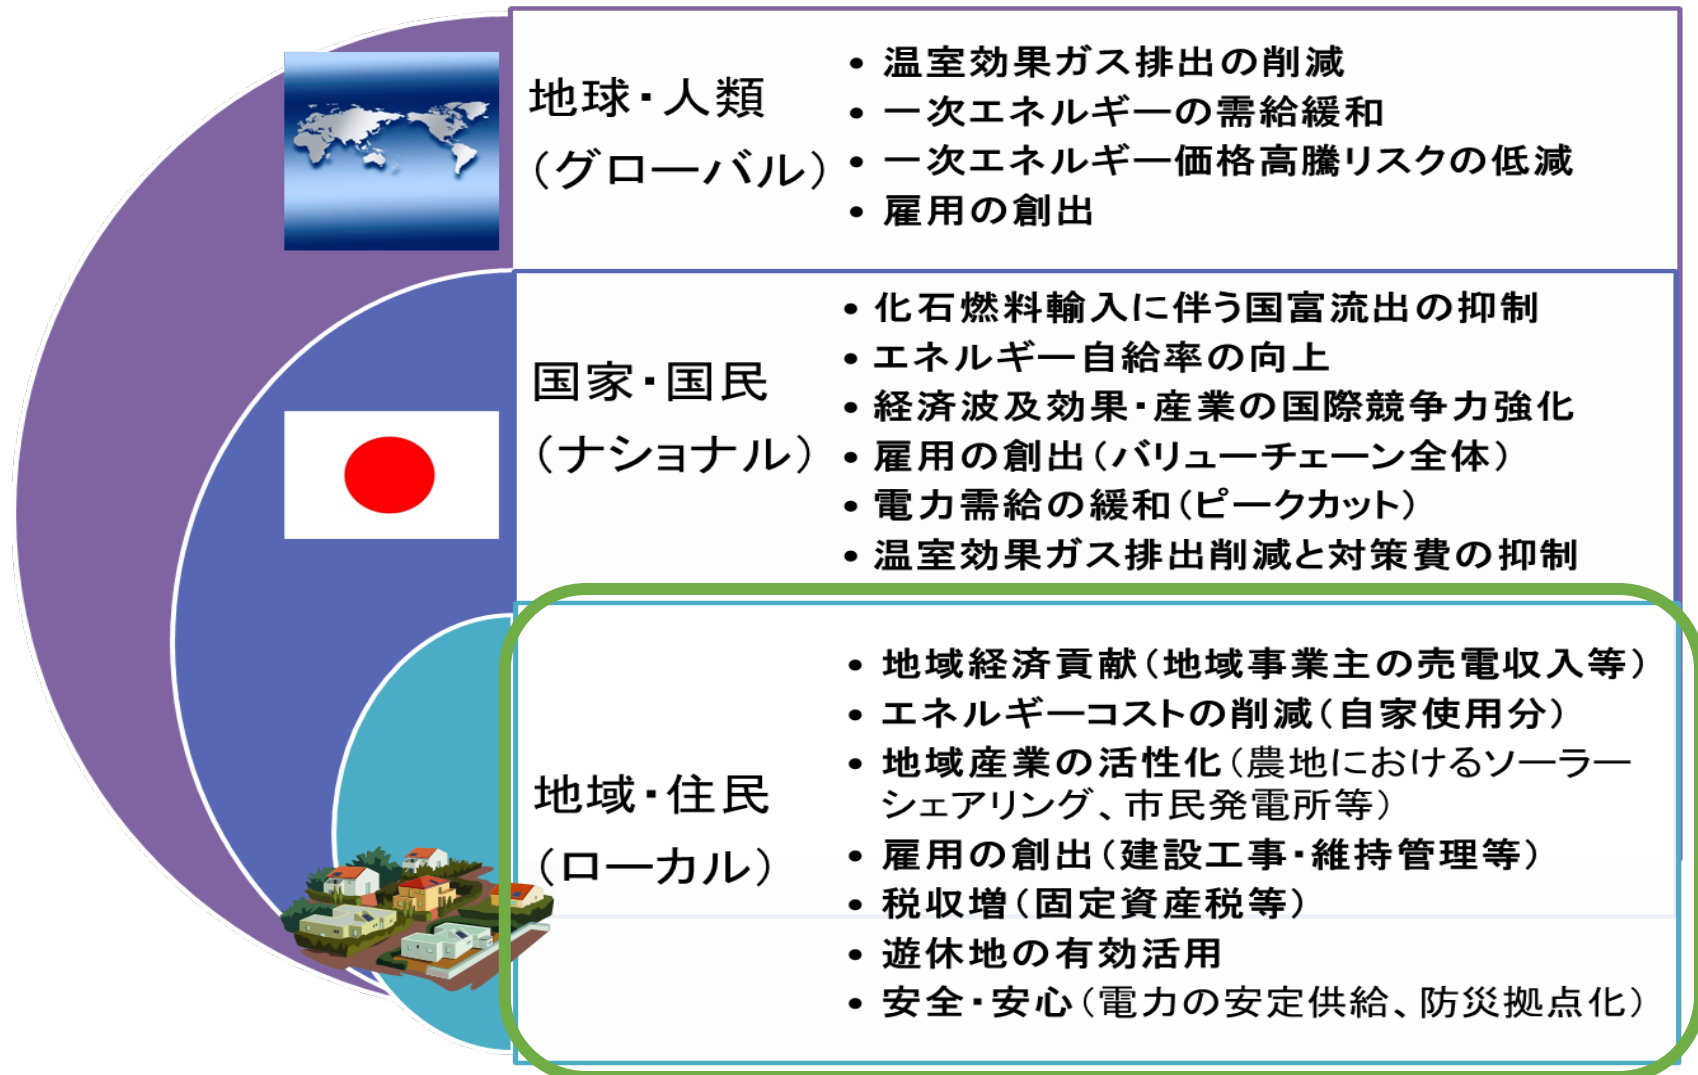 地球・人類
（グローバル）
• 温室効果ガス排出の削減
• 一次エネルギーの需給緩和
• 一次エネルギー価格高騰リスクの低減
• 雇用の創出
国家・国民
（ナショナル）
• 化石燃料輸入に伴う国富流出の抑制
• エネルギー自給率の向上
• 経済波及効果・産業の国際競争力強化
• 雇用の創出（バリューチェーン全体）
• 電力需給の緩和（ピークカット）
• 温室効果ガス排出削減と対策費の抑制
地域・住民
（ローカル）
• 地域経済貢献（地域事業主の売電収入等）
• エネルギーコストの削減（自家使用分）
• 地域産業の活性化（農地におけるソーラー
シェアリング、市民発電所等）
• 雇用の創出（建設工事・維持管理等）
• 税収増（固定資産税等）
• 遊休地の有効活用
• 安全・安心（電力の安定供給、防災拠点化）